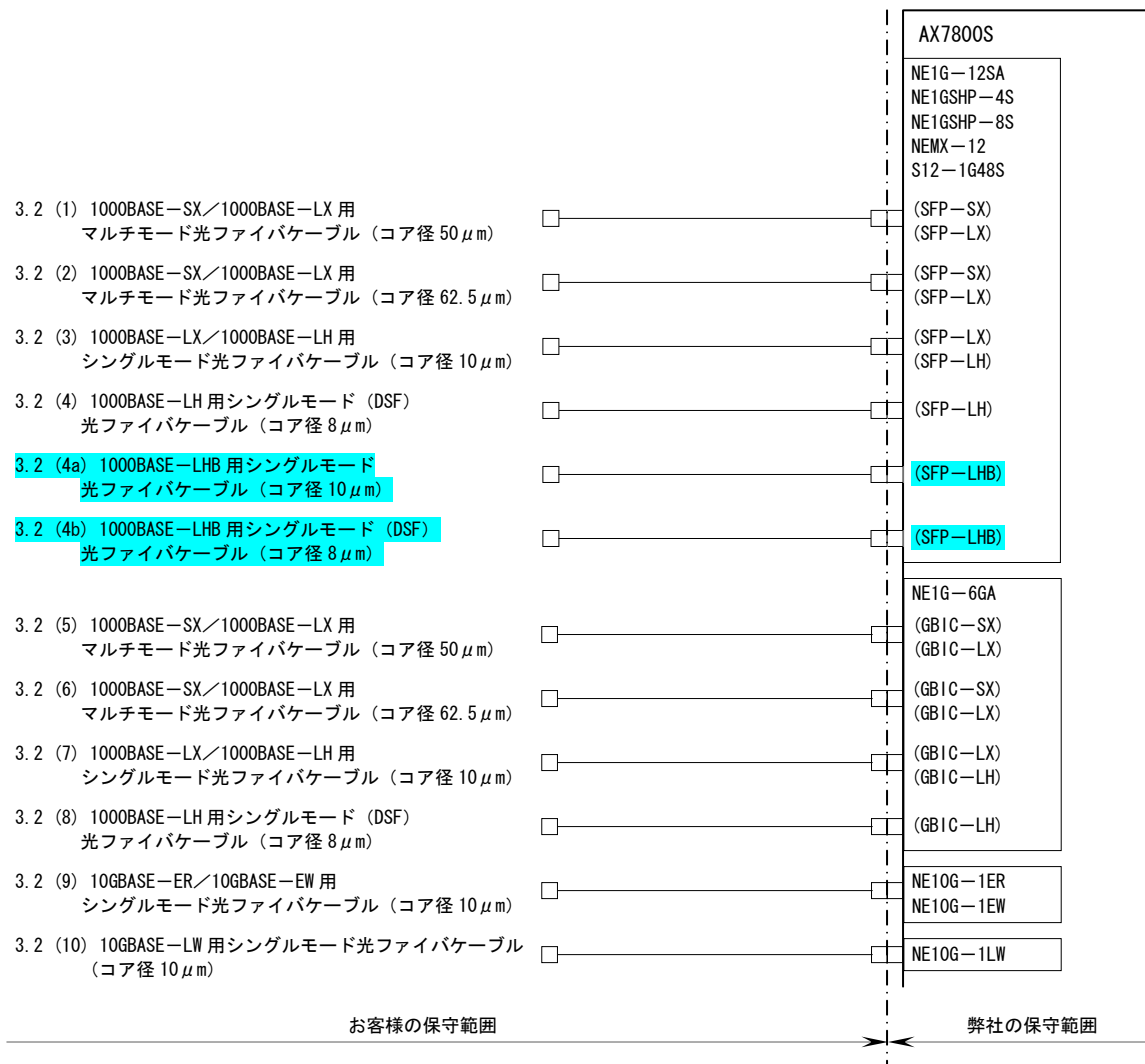 AX7800S
NE1G－12SA
NE1GSHP－4S
NE1GSHP－8S
NEMX－12
S12－1G48S
3.2 (1) 1000BASE－SX／1000BASE－LX 用
マルチモード光ファイバケーブル（コア径 50μm）
(SFP－SX)
(SFP－LX)
3.2 (2) 1000BASE－SX／1000BASE－LX 用
マルチモード光ファイバケーブル（コア径 62.5μm）
(SFP－SX)
(SFP－LX)
3.2 (3) 1000BASE－LX／1000BASE－LH 用
シングルモード光ファイバケーブル（コア径 10μm）
(SFP－LX)
(SFP－LH)
3.2 (4) 1000BASE－LH 用シングルモード（DSF）
光ファイバケーブル（コア径 8μm）
(SFP－LH)
3.2 (4a) 1000BASE－LHB 用シングルモード
光ファイバケーブル（コア径 10μm）
(SFP－LHB)
3.2 (4b) 1000BASE－LHB 用シングルモード（DSF）
光ファイバケーブル（コア径 8μm）
(SFP－LHB)
NE1G－6GA
3.2 (5) 1000BASE－SX／1000BASE－LX 用
マルチモード光ファイバケーブル（コア径 50μm）
(GBIC－SX)
(GBIC－LX)
3.2 (6) 1000BASE－SX／1000BASE－LX 用
マルチモード光ファイバケーブル（コア径 62.5μm）
(GBIC－SX)
(GBIC－LX)
3.2 (7) 1000BASE－LX／1000BASE－LH 用
シングルモード光ファイバケーブル（コア径 10μm）
(GBIC－LX)
(GBIC－LH)
3.2 (8) 1000BASE－LH 用シングルモード（DSF）
光ファイバケーブル（コア径 8μm）
(GBIC－LH)
3.2 (9) 10GBASE－ER／10GBASE－EW 用
シングルモード光ファイバケーブル（コア径 10μm）
NE10G－1ER
NE10G－1EW
3.2 (10) 10GBASE－LW 用シングルモード光ファイバケーブル
（コア径 10μm）
NE10G－1LW
お客様の保守範囲
弊社の保守範囲